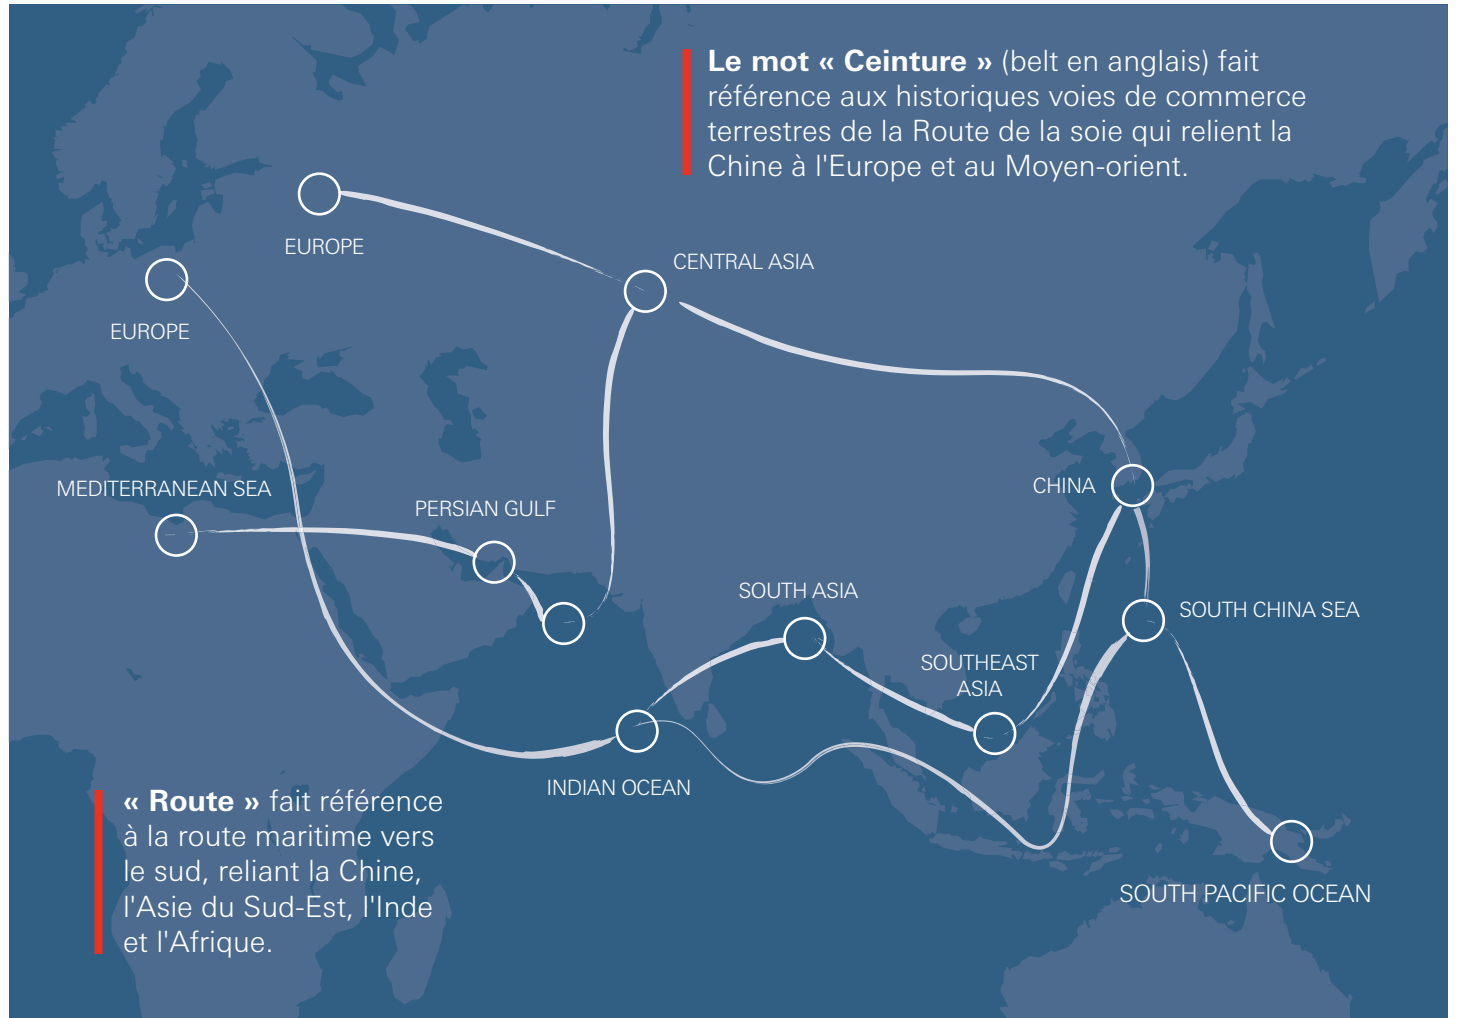 Le mot « Ceinture » (belt en anglais) fait
référence aux historiques voies de commerce
terrestres de la Route de la soie qui relient la
Chine à l'Europe et au Moyen-orient.
EUROPE
CENTRAL ASIA
EUROPE
MEDITERRANEAN SEA
PERSIAN GULF
CHINA
SOUTH ASIA
SOUTH CHINA SEA
SOUTHEAST
ASIA
INDIAN OCEAN
« Route » fait référence
à la route maritime vers
le sud, reliant la Chine,
l'Asie du Sud-Est, l'Inde
et l'Afrique.
SOUTH PACIFIC OCEAN